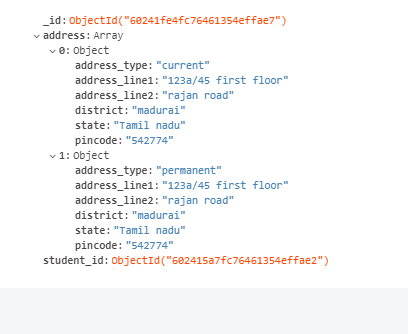 _id: ObjectId("60241fe4fc76461354effae7")
address: Array
0: Object
address_type: "current"
address_line1: "123a/45 first floor"
address_line2: "rajan road"
district: "madurai"
state: "Tamil nadu"
pincode: "542774"
1: Object
address_type: "permanent"
address_line1: "123a/45 first floor"
address_line2: "rajan road"
district: "madurai"
state: "Tamil nadu"
pincode: "542774"
student_id: ObjectId("602415a7fc76461354effae2")